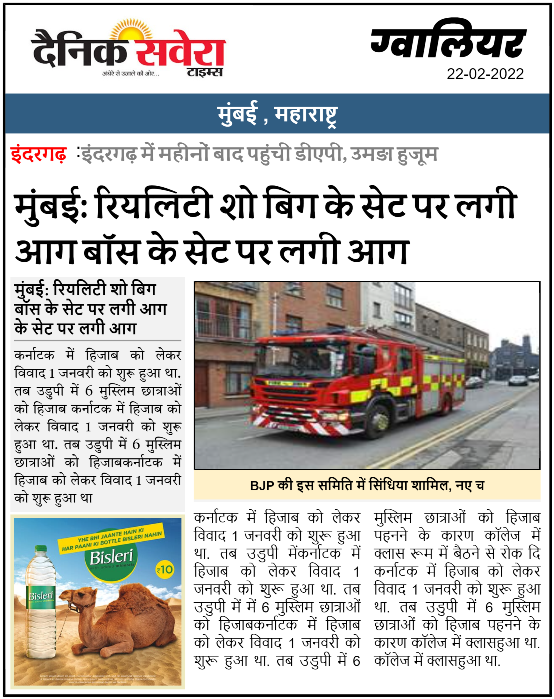 दैनिक सवेरा
अंधेरे से उजाले की ओर...
टाइम्स
ग्वालियर
22-02-2022
मुंबई , महाराष्ट्र
इंदरगढ़ :इंदरगढ़ में महीनों बाद पहुंची डीएपी, उमङा हुजूम
मुंबई: रियलिटी शो बिग के सेट पर लगी
आग बॉस के सेट पर लगी आग
मुंबई: रियलिटी शो बिग
बॉस के सेट पर लगी आग
के सेट पर लगी आग
कर्नाटक में हिजाब को लेकर
विवाद 1 जनवरी को शुरू हुआ था.
तब उडुपी में 6 मुस्लिम छात्राओं
को हिजाब कर्नाटक में हिजाब को
लेकर विवाद 1 जनवरी को शुरू
हुआ था. तब उडुपी में 6 मुस्लिम
छात्राओं को हिजाबकर्नाटक में
हिजाब को लेकर विवाद 1 जनवरी
को शुरू हुआ था
BJP की इस समिति में सिंधिया शामिल, नए च
YHE BHI JAANTE HAIN KI
HAR PAANI KI BOTTLE BISLERI NAHIN
Bisleri
₹10
Bisleri
कर्नाटक में हिजाब को लेकर
विवाद 1 जनवरी को शुरू हुआ
था. तब उडुपी मेंकर्नाटक में
हिजाब को लेकर विवाद 1
जनवरी को शुरू हुआ था. तब
उडुपी में में 6 मुस्लिम छात्राओं
को हिजाबकर्नाटक में हिजाब
को लेकर विवाद 1 जनवरी को
शुरू हुआ था. तब उडुपी में 6
मुस्लिम छात्राओं को हिजाब
पहनने के कारण कॉलेज में
क्लास रूम में बैठने से रोक दि
कर्नाटक में हिजाब को लेकर
विवाद 1 जनवरी को शुरू हुआ
था. तब उडुपी में 6 मुस्लिम
छात्राओं को हिजाब पहनने के
कारण कॉलेज में क्लासहुआ था.
कॉलेज में क्लासहुआ था.